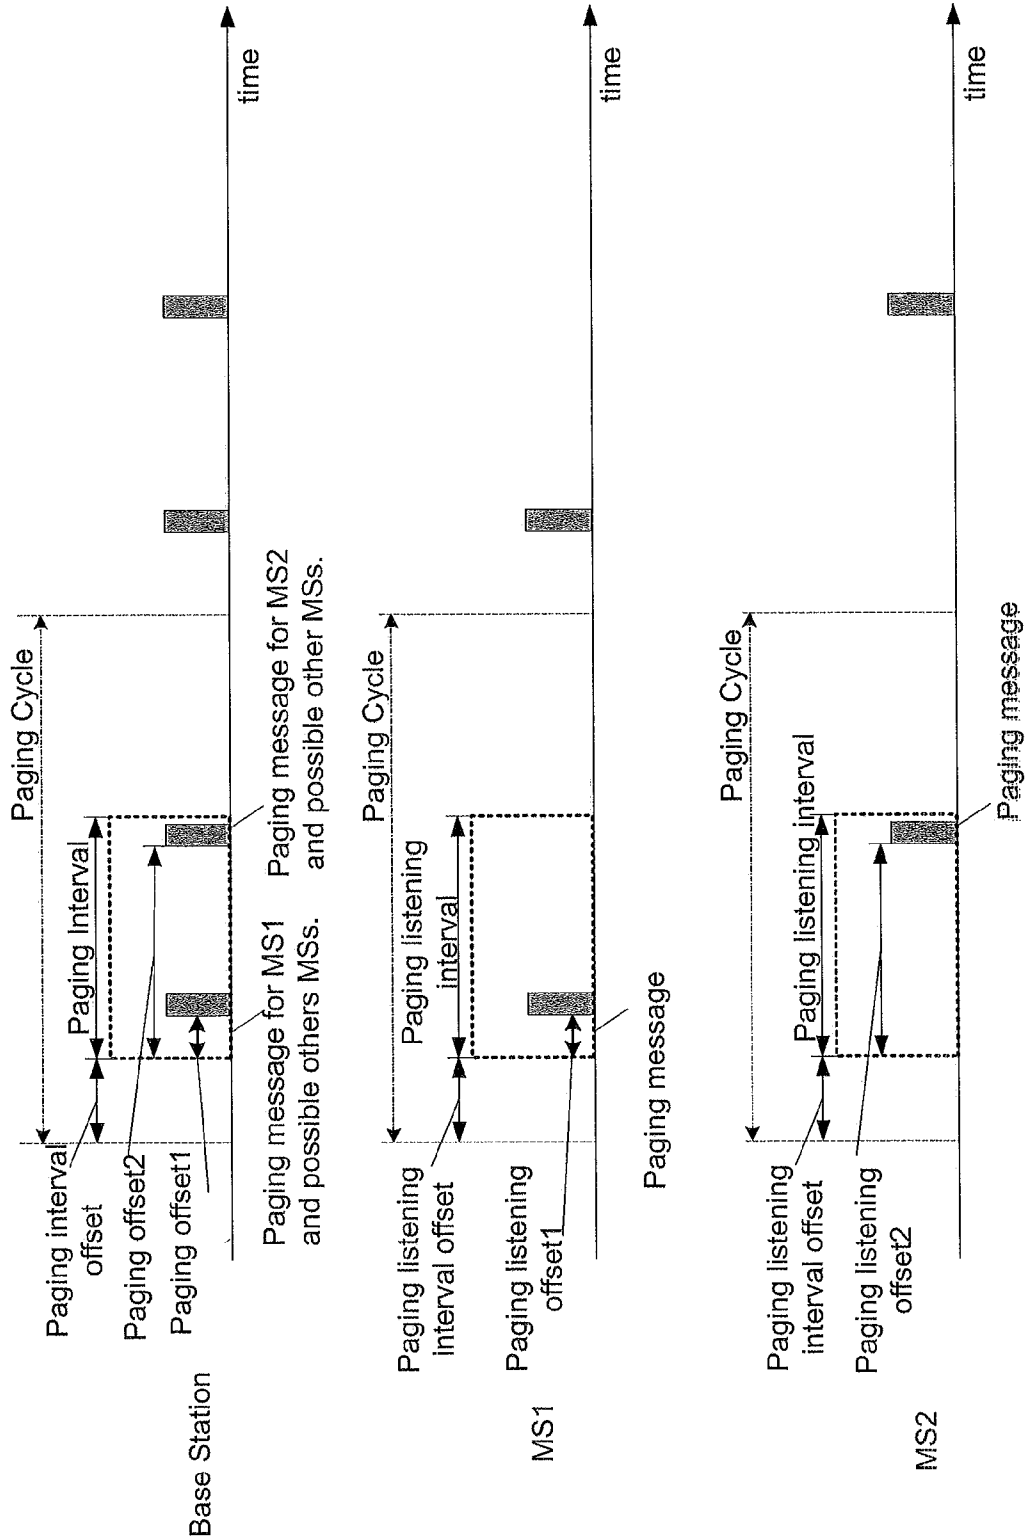 Base Station
Paging interval
offset
Paging offset2
Paging offset1
Paging Cycle
Paging Interval
Paging message for MS1
and possible others MSs.
Paging message for MS2
and possible other MSs.
time
MS1
Paging listening
interval offset
Paging listening
offset1
Paging Cycle
Paging listening
interval
Paging message
time
MS2
Paging listening
interval offset
Paging listening
offset2
Paging Cycle
Paging listening interval
Paging message
time